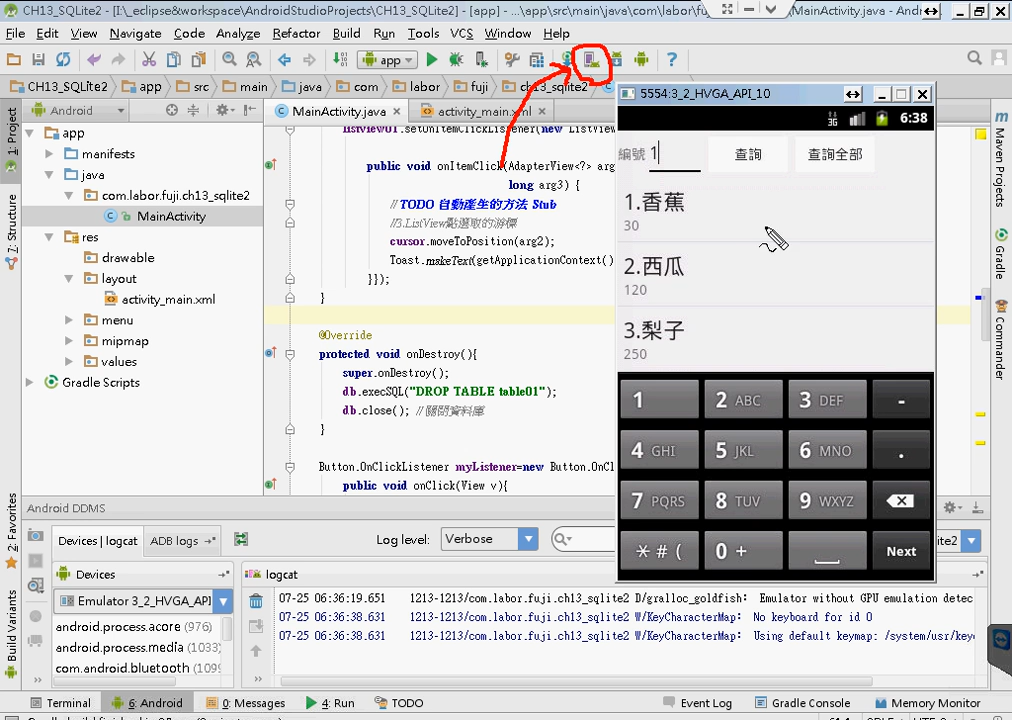 CH13_SQLite2 - [I:\_eclipse&workspace\AndroidStudioProjects\CH13_SQLite2] - [app] - ...\app\src\main\java\com\labor\fuj
MainActivity.java - Andr
File Edit View Navigate Code Analyze Refactor Build Run Tools VCS Window Help
app
CH13_SQLite2 app src main java com labor fuji ch13_sqlite2
1: Project
Android
MainActivity.java
activity_main.xml
app
manifests
java
com.labor.fuji.ch13_sqlite2
MainActivity
res
drawable
layout
activity_main.xml
menu
mipmap
values
Gradle Scripts
7: Structure
2: Favorites
Build Variants
listview01.setOnItemClickListener(new ListView
public void onItemClick(AdapterView<?> arg
long arg3) {
//TODO 自動產生的方法 Stub
//3.ListView點選取的游標
cursor.moveToPosition(arg2);
Toast.makeText(getApplicationContext()
}});
}
@Override
protected void onDestroy(){
super.onDestroy();
db.execSQL("DROP TABLE table01");
db.close(); //關閉資料庫
}
Button.OnClickListener myListener=new Button.OnCl
public void onClick(View v){
5554:3_2_HVGA_API_10
3G 6:38
編號 1 查詢 查詢全部
1.香蕉
30
2.西瓜
120
3.梨子
250
1 2 ABC 3 DEF -
4 GHI 5 JKL 6 MNO .
7 PQRS 8 TUV 9 WXYZ
* # ( 0 + Next
Maven Projects
Gradle
Commander
Android DDMS
Devices | logcat ADB logs Log level: Verbose
ite2
Devices
logcat
Emulator 3_2_HVGA_API
android.process.acore (976)
android.process.media (1033)
com.android.bluetooth (109
07-25 06:36:19.651 1213-1213/com.labor.fuji.ch13_sqlite2 D/gralloc_goldfish: Emulator without GPU emulation detec
07-25 06:36:38.631 1213-1213/com.labor.fuji.ch13_sqlite2 W/KeyCharacterMap: No keyboard for id 0
07-25 06:36:38.631 1213-1213/com.labor.fuji.ch13_sqlite2 W/KeyCharacterMap: Using default keymap: /system/usr/key
Terminal 6: Android 0: Messages 4: Run TODO Event Log Gradle Console Memory Monitor